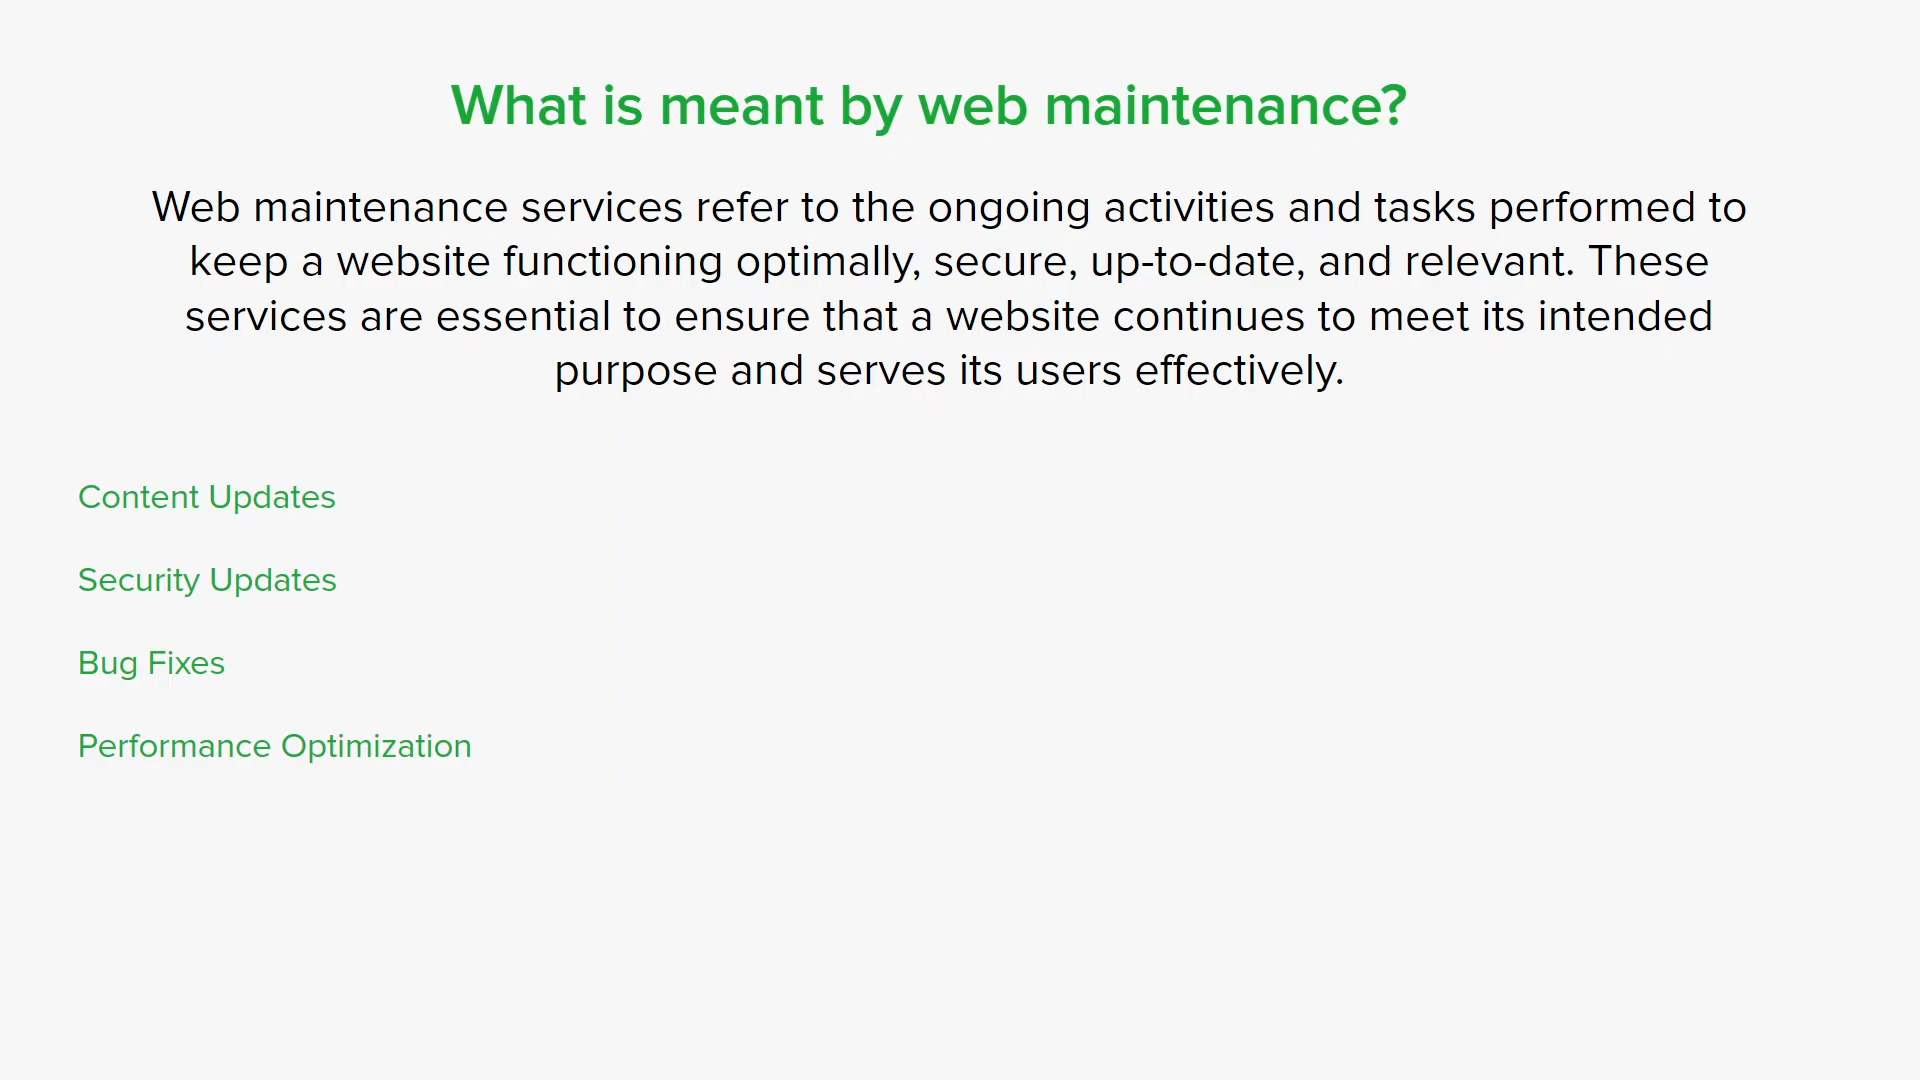 What is meant by web maintenance?
Web maintenance services refer to the ongoing activities and tasks performed to
keep a website functioning optimally, secure, up-to-date, and relevant. These
services are essential to ensure that a website continues to meet its intended
purpose and serves its users effectively.
Content Updates
Security Updates
Bug Fixes
Performance Optimization